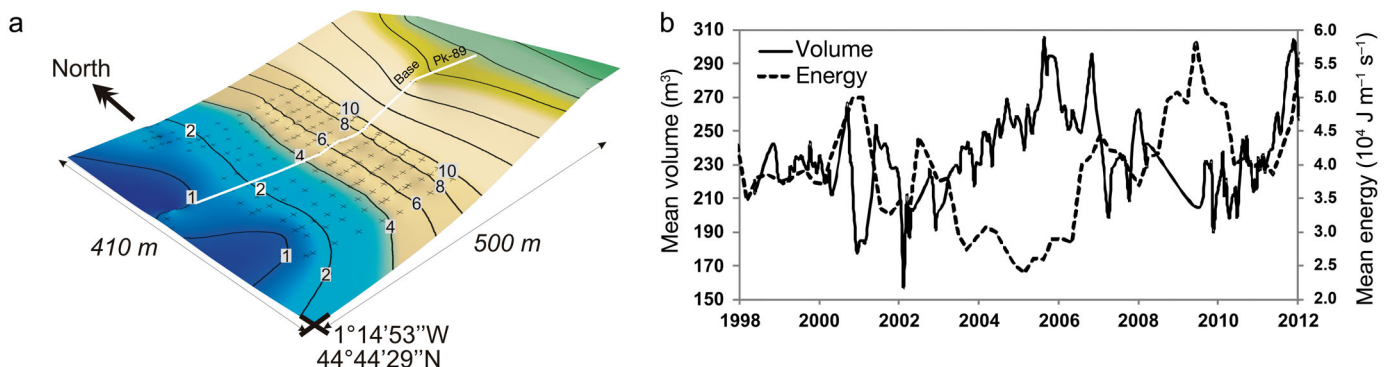 a
North
Base
Pk-89
2
10
8
6
4
10
8
2
1
6
4
410 m
1
2
500 m
1°14'53''W
44°44'29''N
b
Mean volume (m³)
310
290
270
250
230
210
190
170
150
Volume
Energy
6.0
5.5
5.0
4.5
4.0
3.5
3.0
2.5
2.0
Mean energy (10⁴ J m⁻¹ s⁻¹)
1998 2000 2002 2004 2006 2008 2010 2012